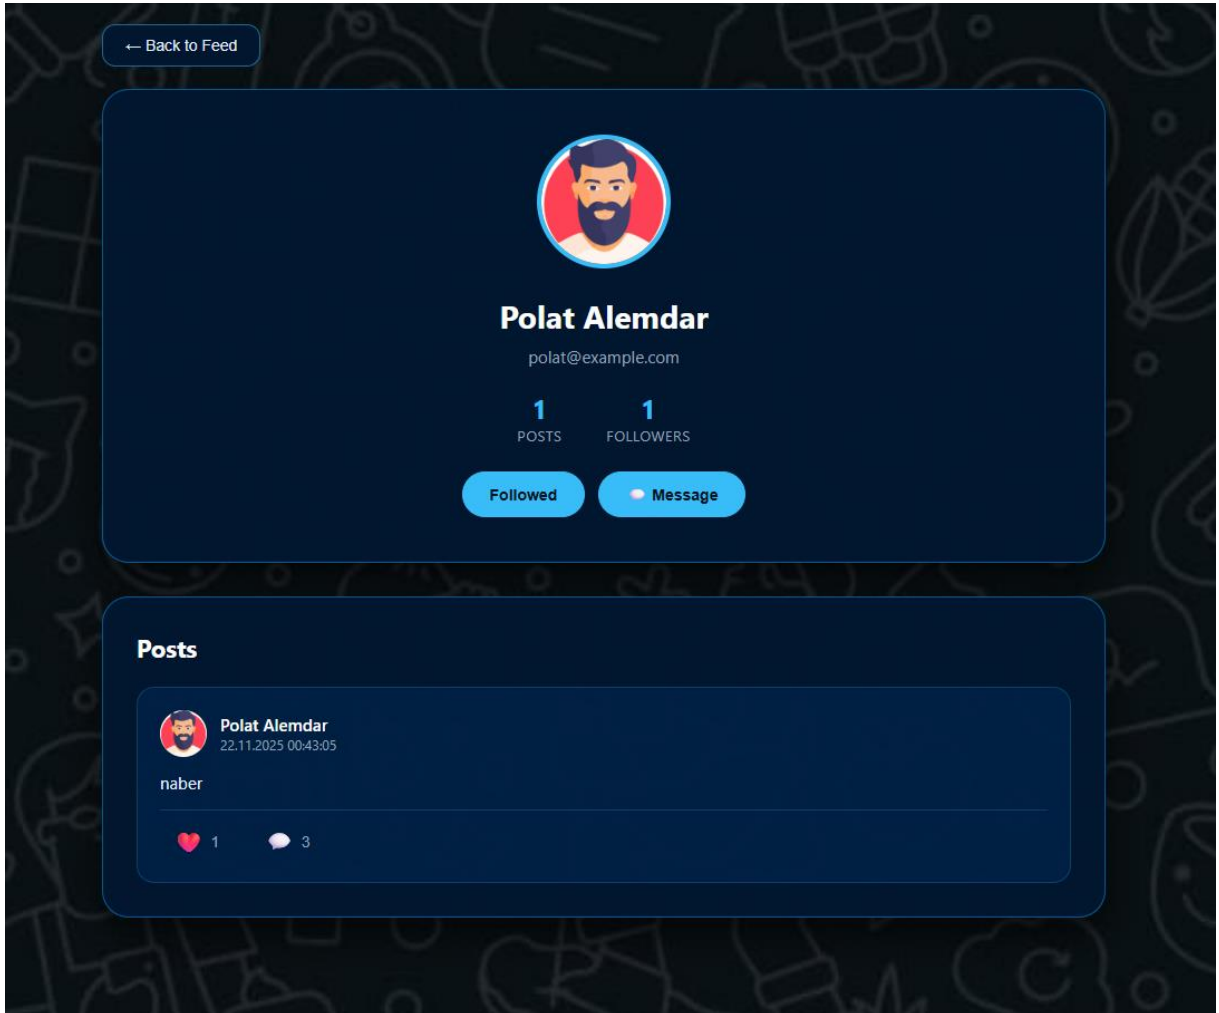 ← Back to Feed
Polat Alemdar
polat@example.com
1 1
POSTS FOLLOWERS
Followed 💬 Message
Posts
Polat Alemdar
22.11.2025 00:43:05
naber
❤️ 1 💬 3